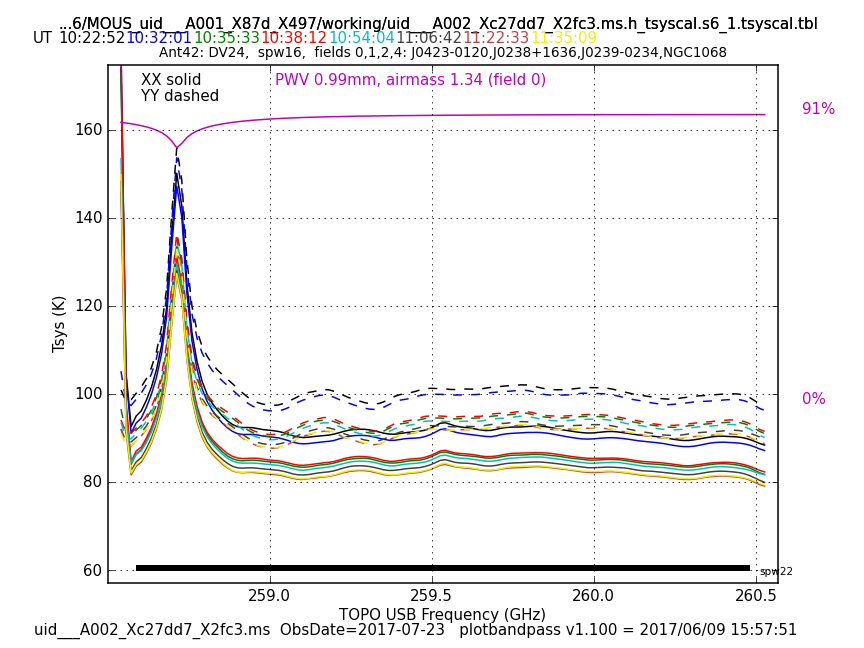 ...6/MOUS_uid___A001_X87d_X497/working/uid___A002_Xc27dd7_X2fc3.ms.h_tsyscal.s6_1.tsyscal.tbl
UT 10:22:52 10:32:01 10:35:33 10:38:12 10:54:04 11:06:42 11:22:33 11:35:09
Ant42: DV24, spw16, fields 0,1,2,4: J0423-0120,J0238+1636,J0239-0234,NGC1068
XX solid
PWV 0.99mm, airmass 1.34 (field 0)
YY dashed
91%
160
140
120
Tsys (K)
100
0%
80
60
spw22
259.0 259.5 260.0 260.5
TOPO USB Frequency (GHz)
uid___A002_Xc27dd7_X2fc3.ms ObsDate=2017-07-23 plotbandpass v1.100 = 2017/06/09 15:57:51